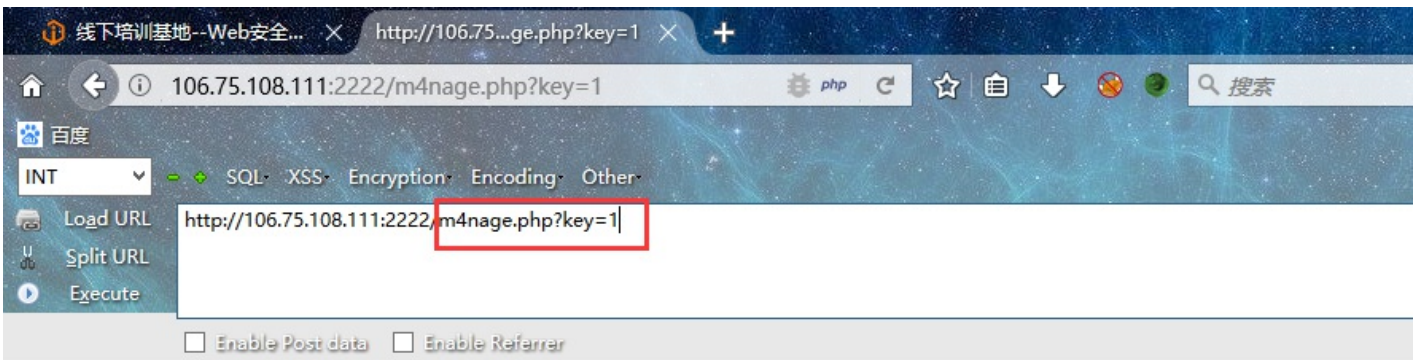 线下培训基地--Web安全... http://106.75...ge.php?key=1
106.75.108.111:2222/m4nage.php?key=1 php 搜索
百度
INT SQL- XSS- Encryption- Encoding- Other-
Load URL http://106.75.108.111:2222/m4nage.php?key=1
Split URL
Execute
Enable Post data Enable Referrer